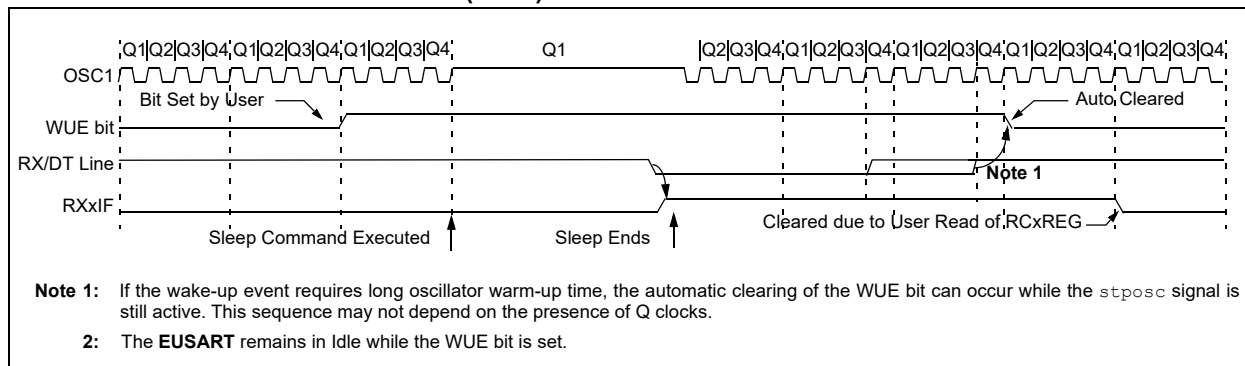 Q1|Q2|Q3|Q4|Q1|Q2|Q3|Q4|Q1|Q2|Q3|Q4 Q1 |Q2|Q3|Q4|Q1|Q2|Q3|Q4|Q1|Q2|Q3|Q4|Q1|Q2|Q3|Q4|Q1|Q2|Q3|Q4
OSC1
Bit Set by User
Auto Cleared
WUE bit
RX/DT Line
Note 1
RXxIF
Cleared due to User Read of RCxREG
Sleep Command Executed
Sleep Ends
Note 1: If the wake-up event requires long oscillator warm-up time, the automatic clearing of the WUE bit can occur while the stposc signal is
still active. This sequence may not depend on the presence of Q clocks.
2: The EUSART remains in Idle while the WUE bit is set.